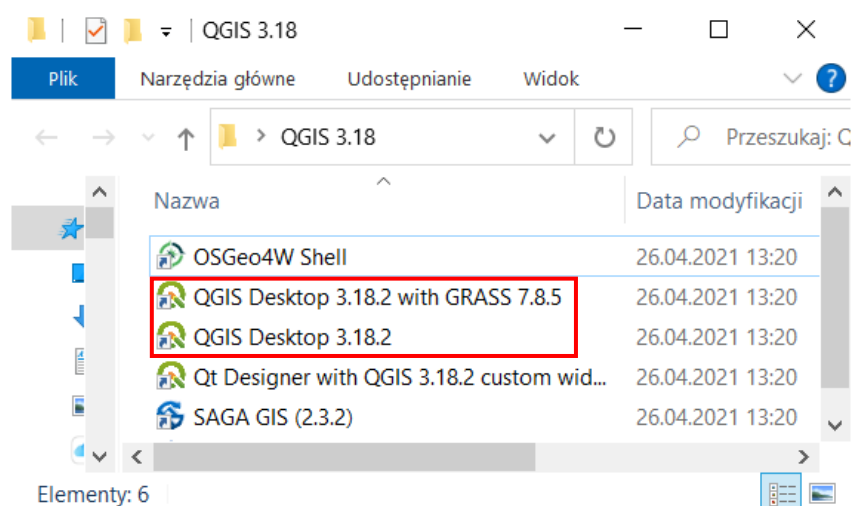 QGIS 3.18
Plik Narzędzia główne Udostępnianie Widok ?
QGIS 3.18 Przeszukaj: Q
Nazwa Data modyfikacji
OSGeo4W Shell 26.04.2021 13:20
QGIS Desktop 3.18.2 with GRASS 7.8.5 26.04.2021 13:20
QGIS Desktop 3.18.2 26.04.2021 13:20
Qt Designer with QGIS 3.18.2 custom wid... 26.04.2021 13:20
SAGA GIS (2.3.2) 26.04.2021 13:20
Elementy: 6